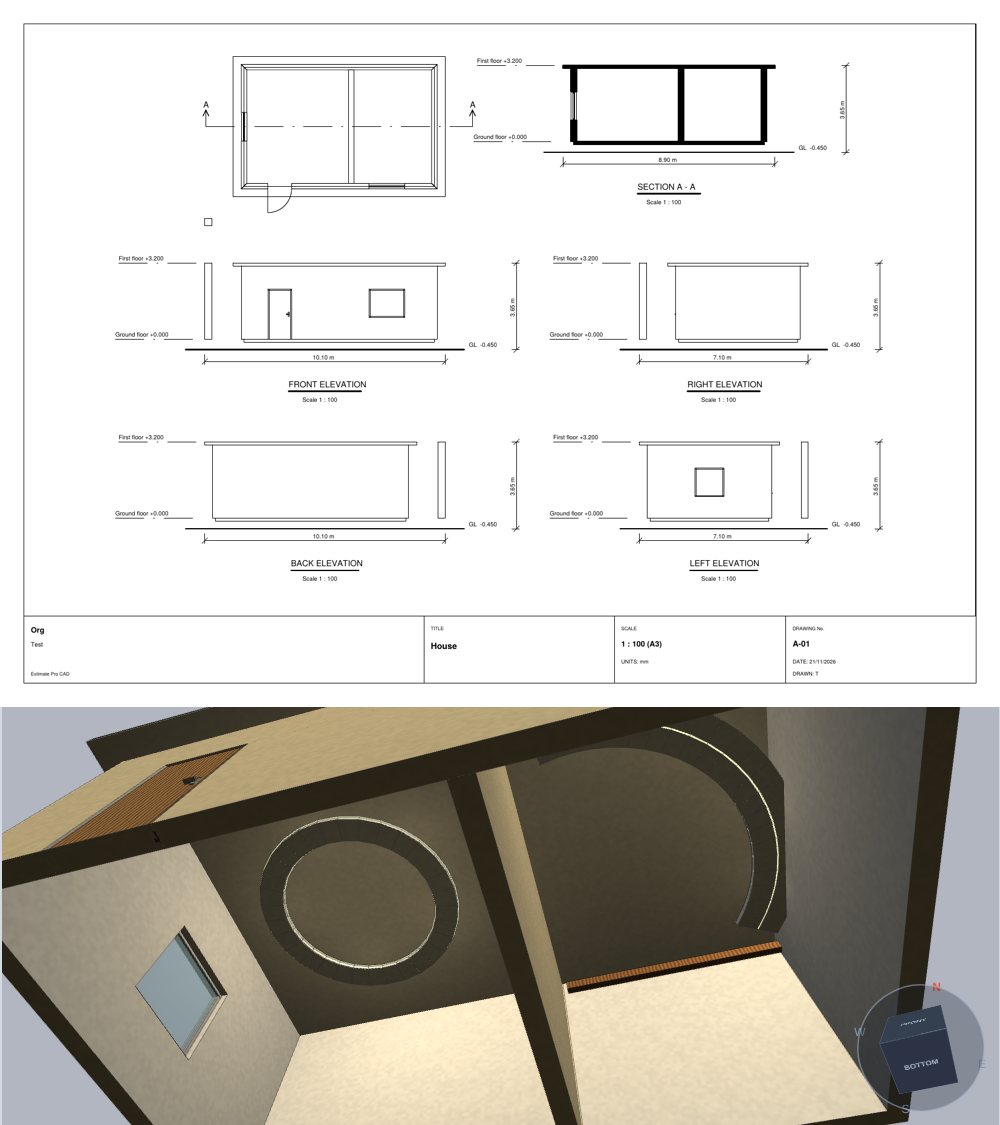 A
A
First floor +3.200
Ground floor +0.000
GL -0.450
3.65 m
8.90 m
SECTION A - A
Scale 1 : 100
First floor +3.200
Ground floor +0.000
GL -0.450
3.65 m
10.10 m
FRONT ELEVATION
Scale 1 : 100
First floor +3.200
Ground floor +0.000
GL -0.450
3.65 m
7.10 m
RIGHT ELEVATION
Scale 1 : 100
First floor +3.200
Ground floor +0.000
GL -0.450
3.65 m
10.10 m
BACK ELEVATION
Scale 1 : 100
First floor +3.200
Ground floor +0.000
GL -0.450
3.65 m
7.10 m
LEFT ELEVATION
Scale 1 : 100
Org
Test
Estimate Pro CAD
TITLE
House
SCALE
1 : 100 (A3)
UNITS: mm
DRAWING No.
A-01
DATE: 21/11/2026
DRAWN: T
N
W
E
S
FRONT
BOTTOM